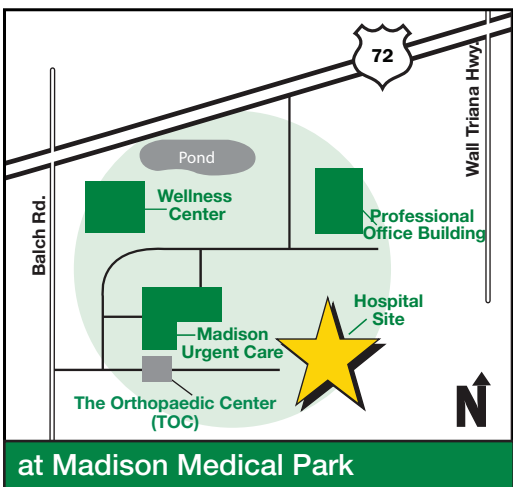 72
Wall Triana Hwy.
Pond
Wellness
Center
Professional
Office Building
Balch Rd.
Hospital
Site
Madison
Urgent Care
The Orthopaedic Center
(TOC)
N
at Madison Medical Park